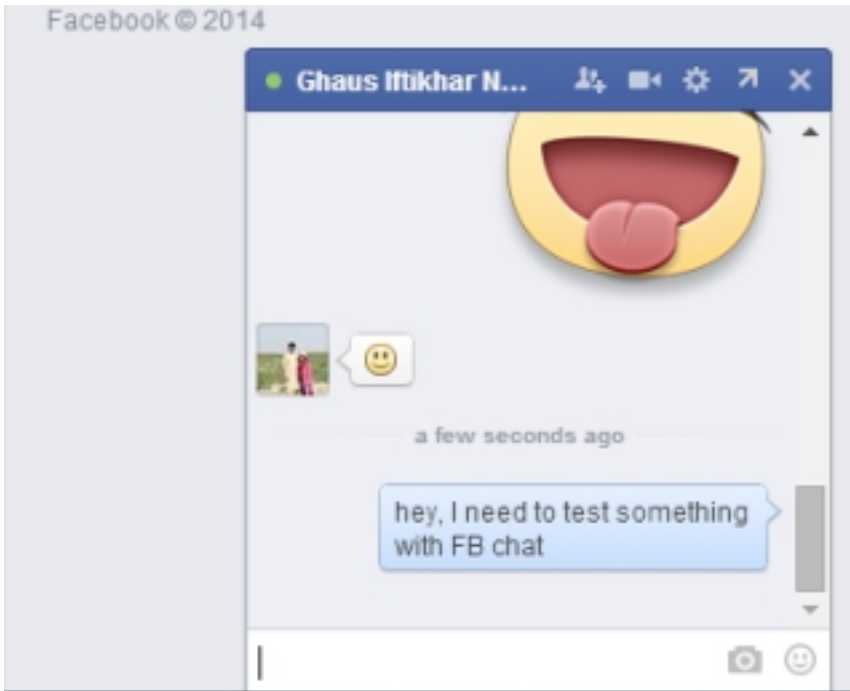 Facebook © 2014
Ghaus Iftikhar N...
a few seconds ago
hey, I need to test something
with FB chat